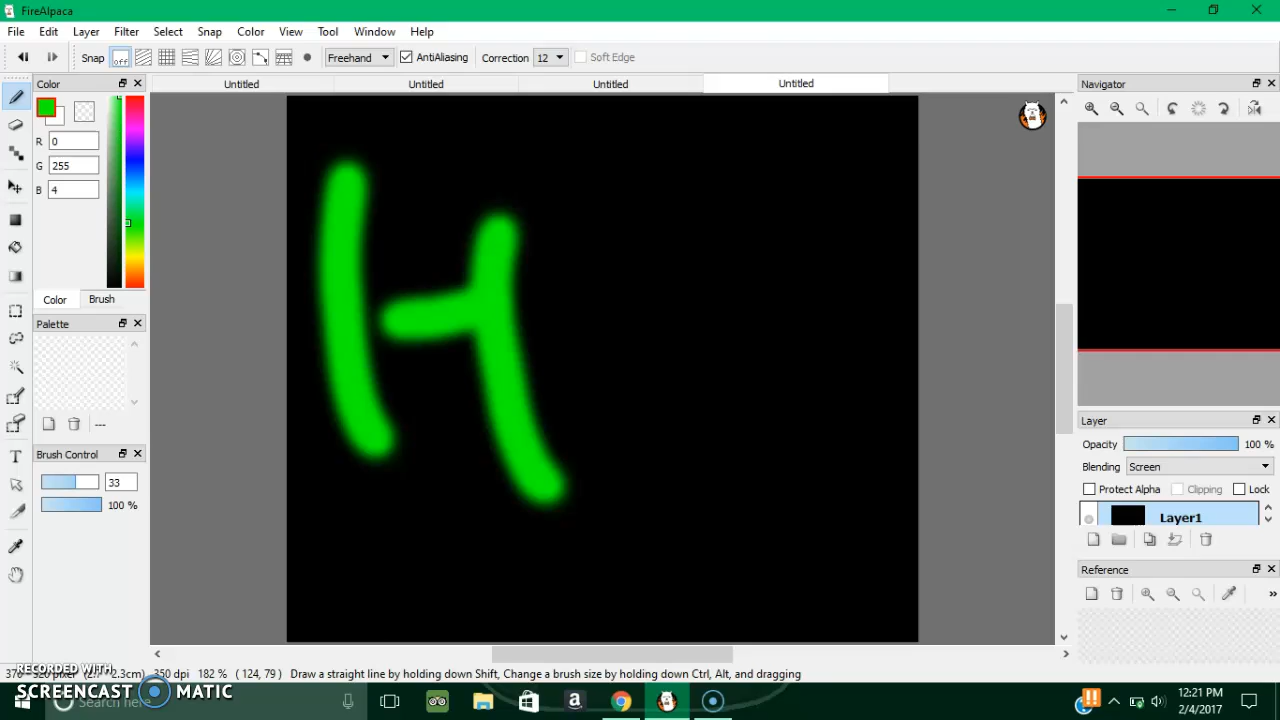 FireAlpaca
File Edit Layer Filter Select Snap Color View Tool Window Help
Snap off Freehand AntiAliasing Correction 12 Soft Edge
Color Untitled Untitled Untitled Untitled Navigator
R 0
G 255
B 4
H
Color Brush
Palette
---
Layer
Opacity 100 %
Brush Control
Blending Screen
33
Protect Alpha Clipping Lock
100 %
Layer1
Reference
»
RECORDED WITH
350 dpi 182 % ( 124, 79 ) Draw a straight line by holding down Shift, Change a brush size by holding down Ctrl, Alt, and dragging
SCREENCAST MATIC
Search here
12:21 PM
2/4/2017